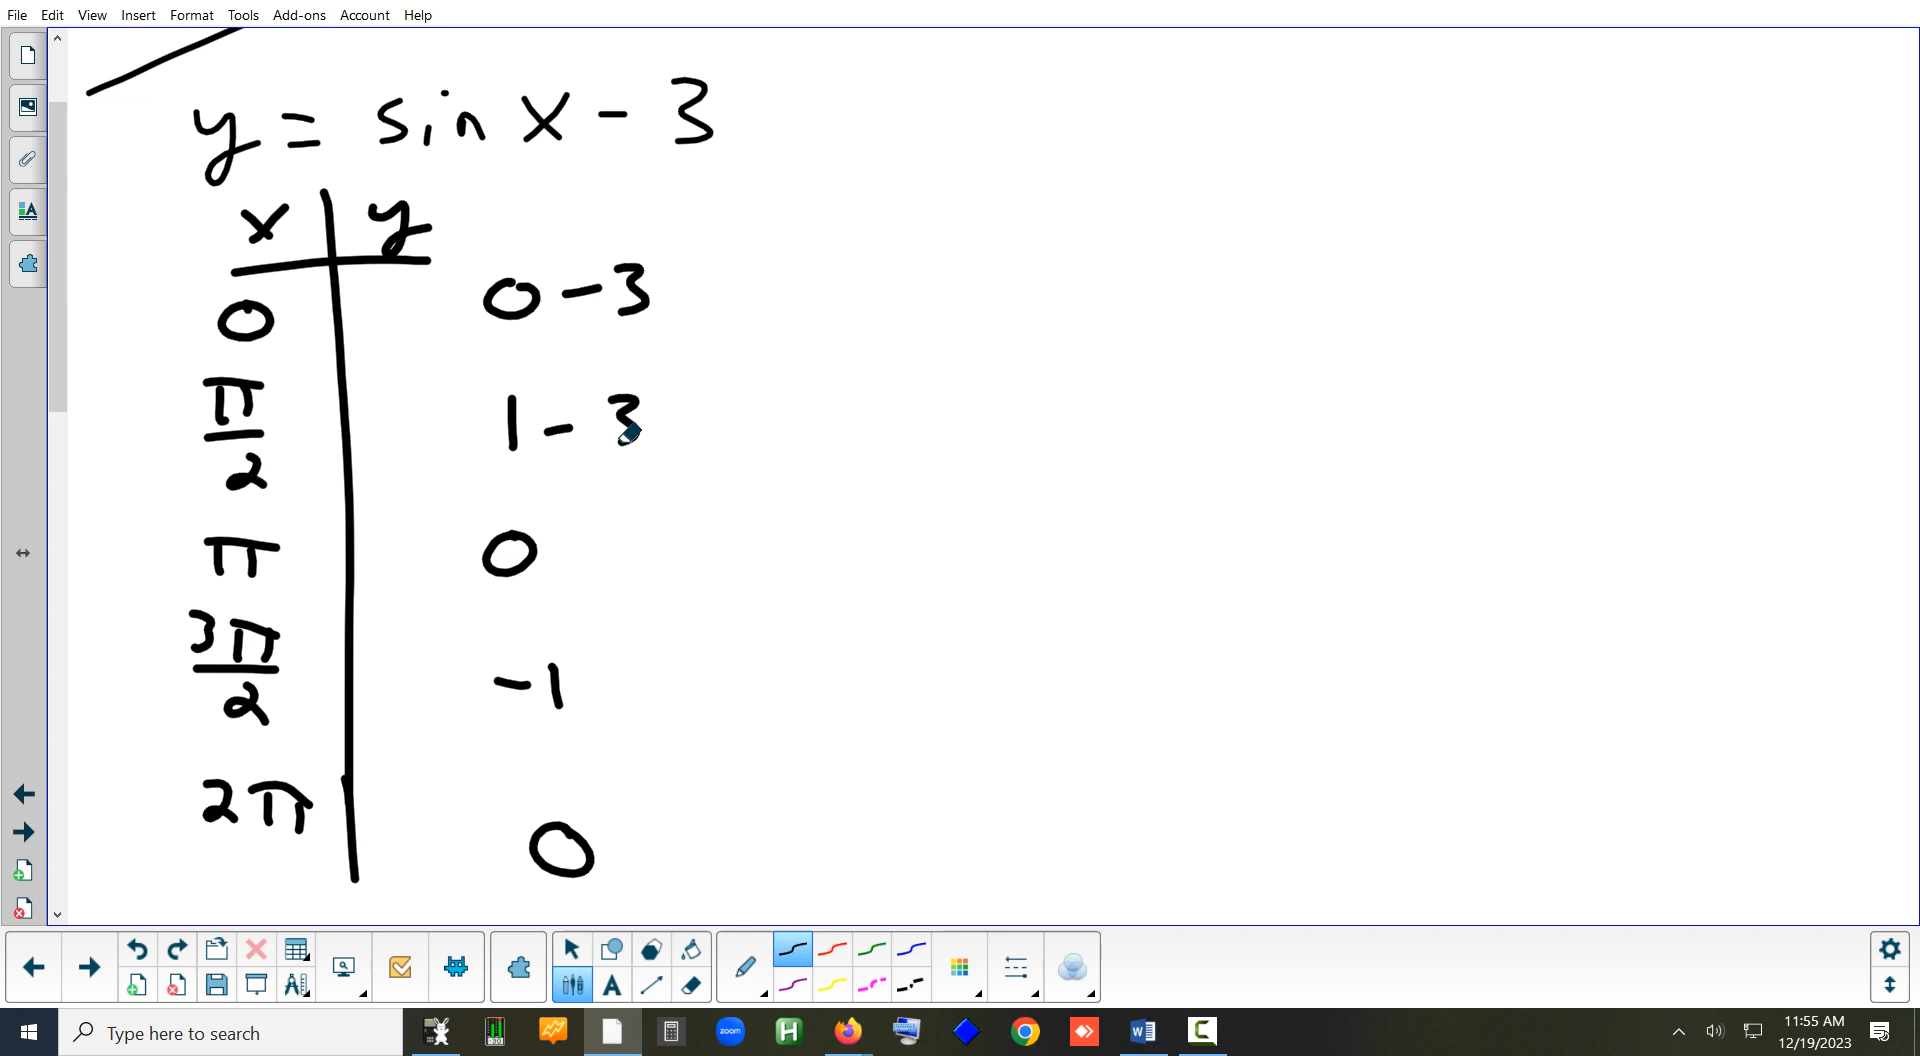 File Edit View Insert Format Tools Add-ons Account Help
y = sin x - 3
x y
0 0 - 3
π/2 1 - 3
π 0
3π/2 -1
2π 0
A
Type here to search
zoom
H
W
C
11:55 AM
12/19/2023